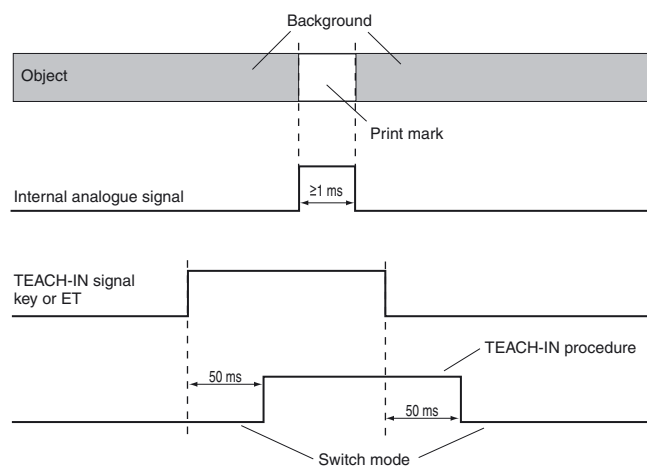 Background
Object
Print mark
≥1 ms
Internal analogue signal
TEACH-IN signal
key or ET
TEACH-IN procedure
50 ms
50 ms
Switch mode